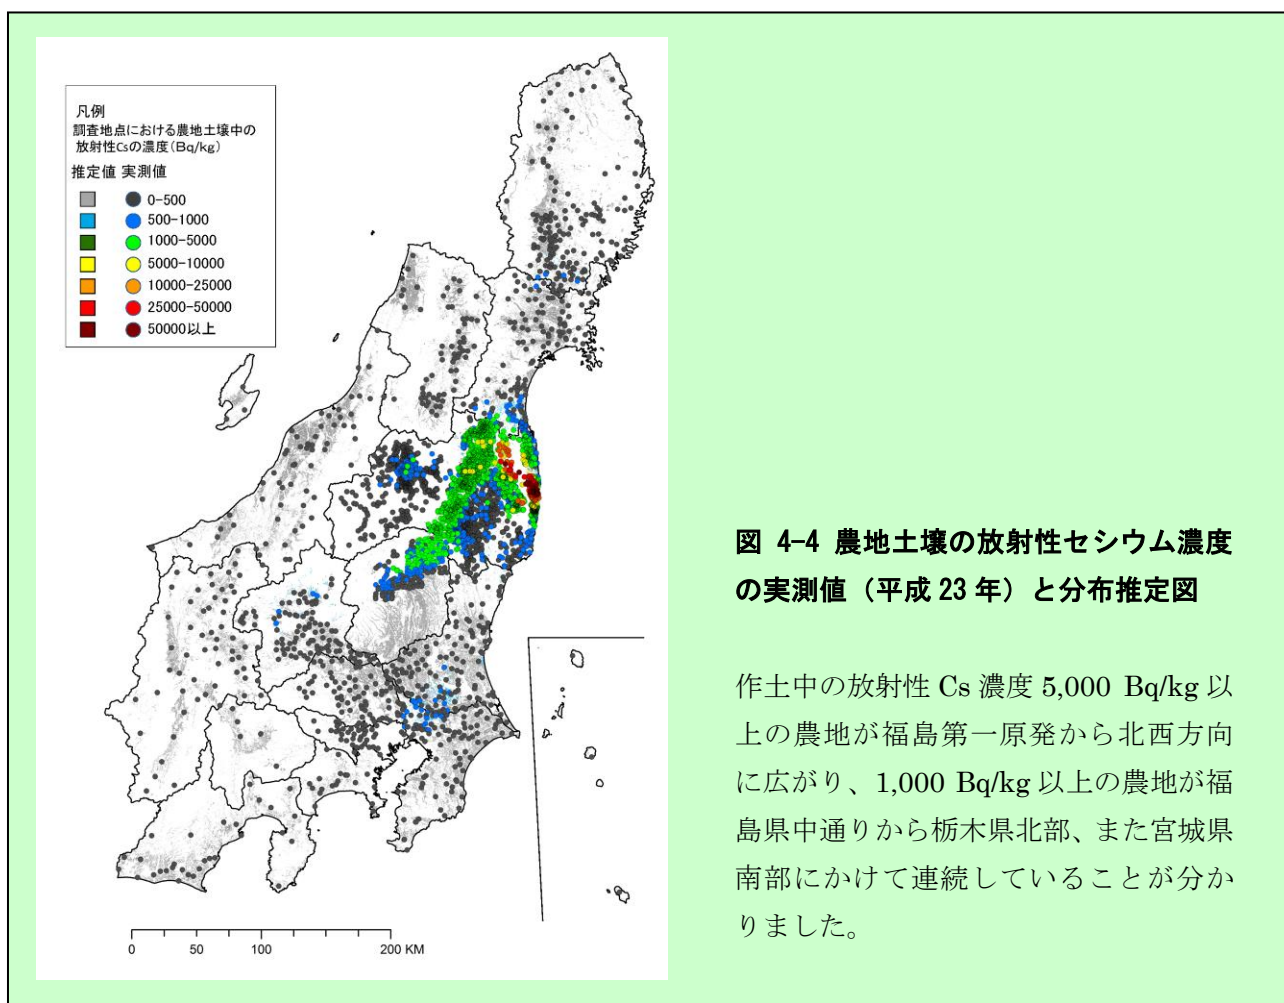 凡例
調査地点における農地土壌中の
放射性Csの濃度(Bq/kg)
推定値 実測値
0-500
500-1000
1000-5000
5000-10000
10000-25000
25000-50000
50000以上
0 50 100 200 KM
図 4-4 農地土壌の放射性セシウム濃度
の実測値（平成 23 年）と分布推定図
作土中の放射性 Cs 濃度 5,000 Bq/kg 以
上の農地が福島第一原発から北西方向
に広がり、1,000 Bq/kg 以上の農地が福
島県中通りから栃木県北部、また宮城県
南部にかけて連続していることが分か
りました。